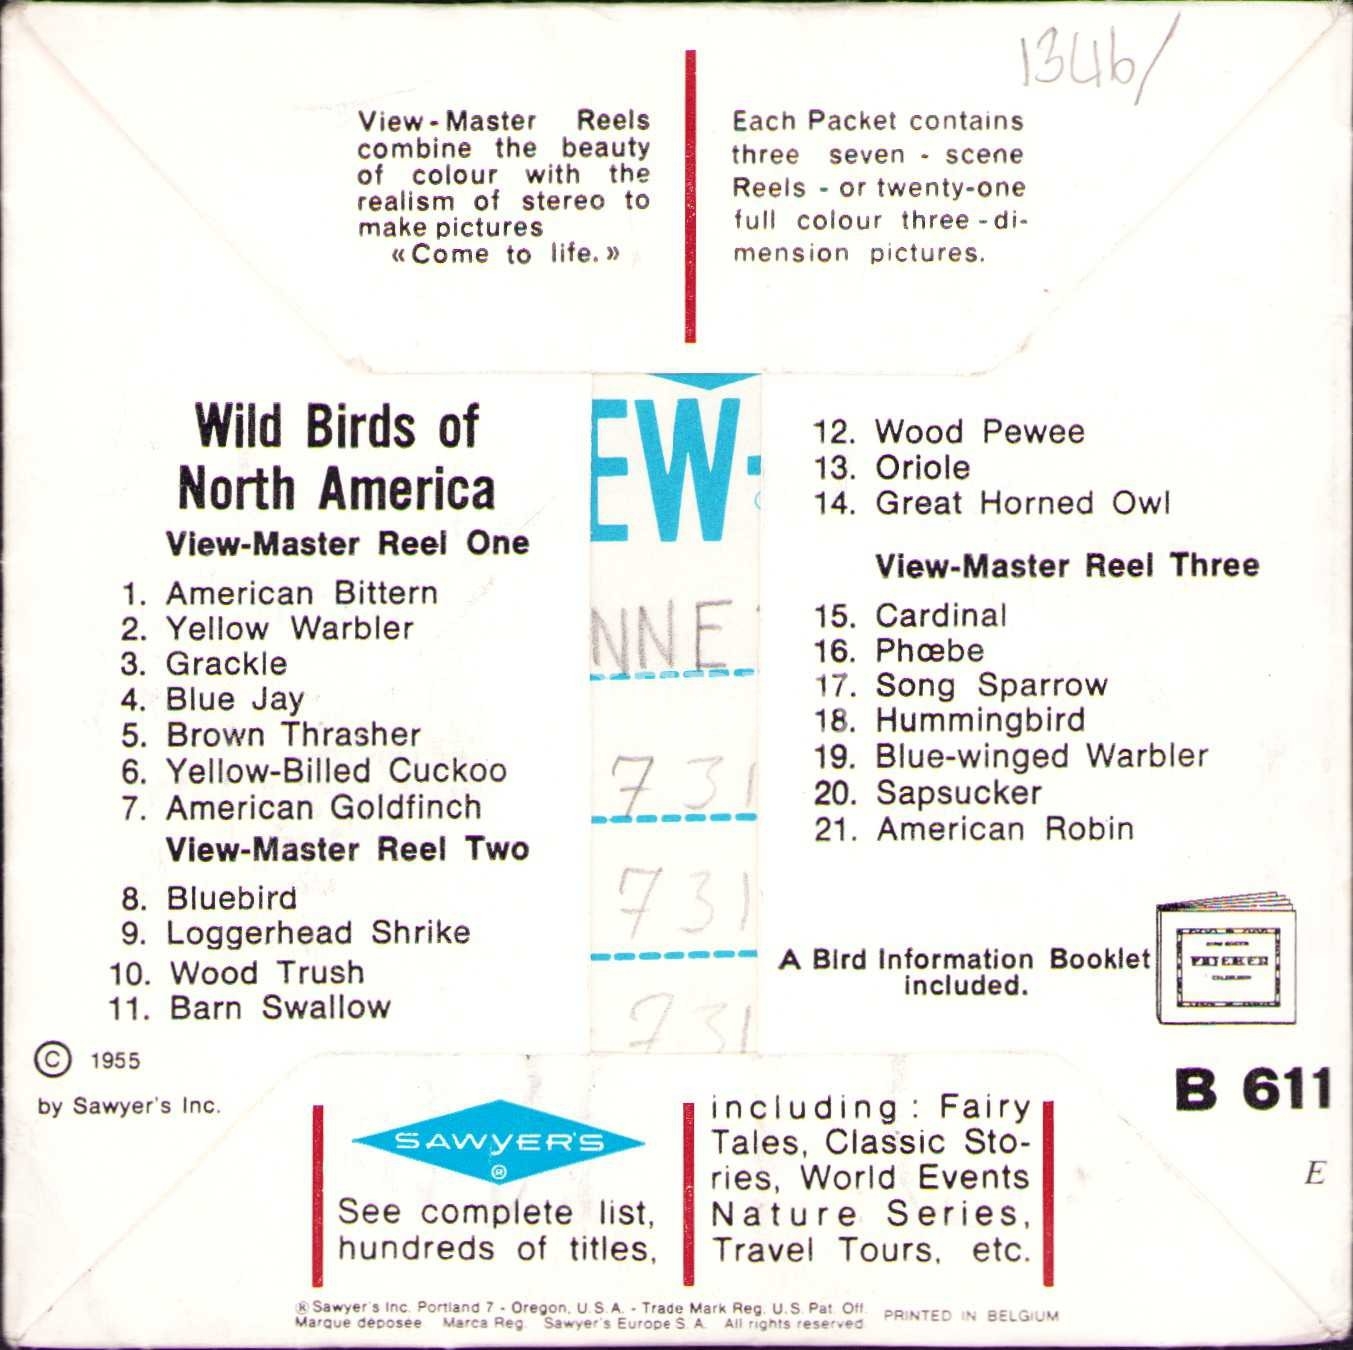 1346/
View-Master Reels
combine the beauty
of colour with the
realism of stereo to
make pictures
«Come to life.»
Each Packet contains
three seven - scene
Reels - or twenty-one
full colour three-di-
mension pictures.
Wild Birds of
North America
View-Master Reel One
1. American Bittern
2. Yellow Warbler
3. Grackle
4. Blue Jay
5. Brown Thrasher
6. Yellow-Billed Cuckoo
7. American Goldfinch
View-Master Reel Two
8. Bluebird
9. Loggerhead Shrike
10. Wood Trush
11. Barn Swallow
© 1955
by Sawyer's Inc.
EW-
NNE
731
731
731
12. Wood Pewee
13. Oriole
14. Great Horned Owl
View-Master Reel Three
15. Cardinal
16. Phœbe
17. Song Sparrow
18. Hummingbird
19. Blue-winged Warbler
20. Sapsucker
21. American Robin
A Bird Information Booklet
included.
B 611
E
SAWYER'S
®
See complete list,
hundreds of titles,
including : Fairy
Tales, Classic Sto-
ries, World Events
Nature Series,
Travel Tours, etc.
® Sawyer's Inc. Portland 7 - Oregon, U.S.A. - Trade Mark Reg. U.S. Pat. Off.
Marque déposée Marca Reg. Sawyer's Europe S.A. All rights reserved
PRINTED IN BELGIUM